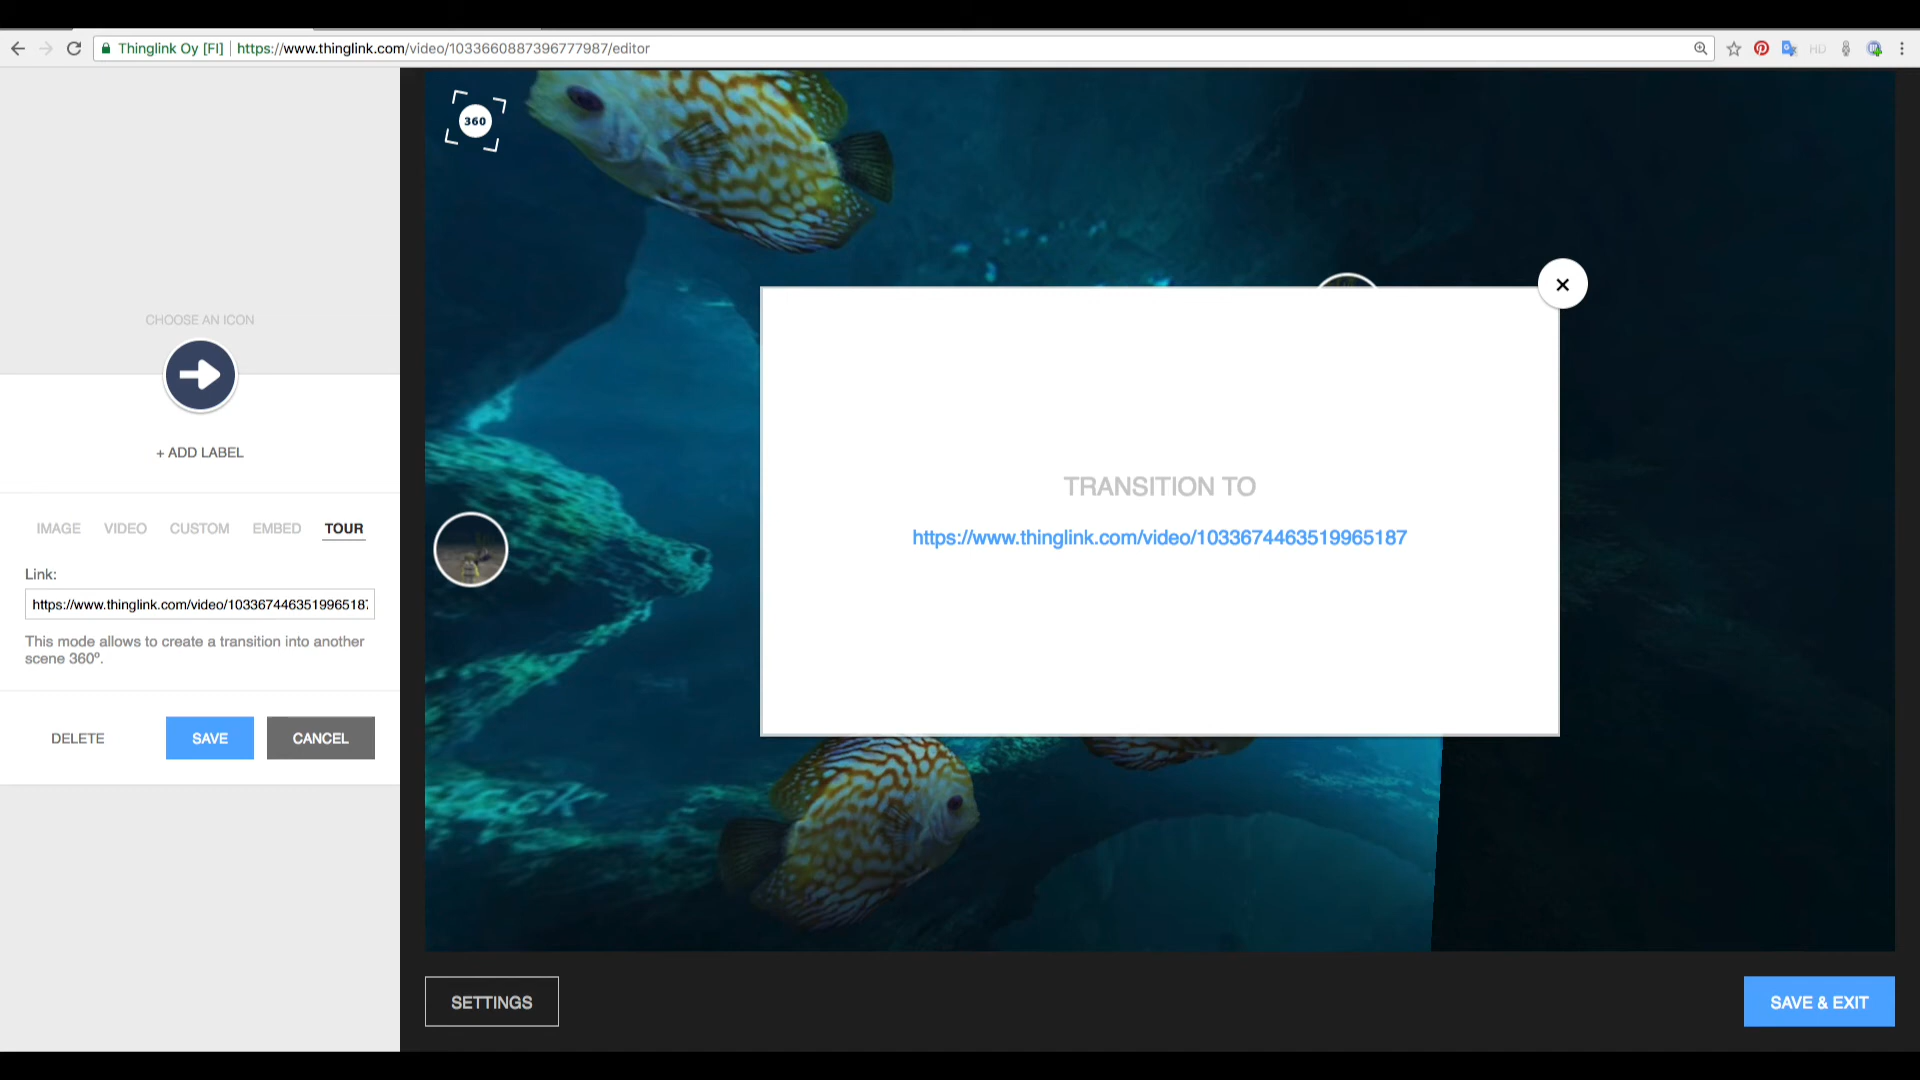 Thinglink Oy [FI] https://www.thinglink.com/video/1033660887396777987/editor
HD
360
CHOOSE AN ICON
+ ADD LABEL
IMAGE VIDEO CUSTOM EMBED TOUR
Link:
https://www.thinglink.com/video/103367446351996518
This mode allows to create a transition into another
scene 360º.
DELETE SAVE CANCEL
TRANSITION TO
https://www.thinglink.com/video/1033674463519965187
SETTINGS
SAVE & EXIT